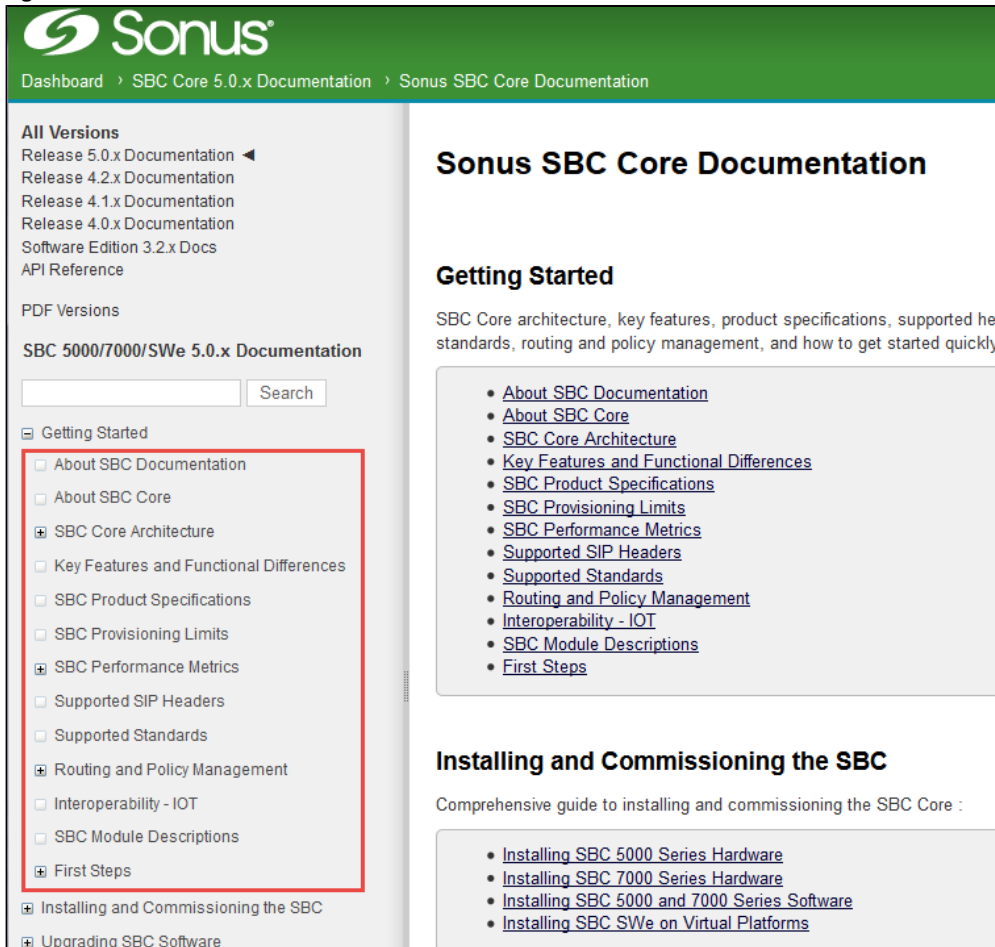 Sonus®
Dashboard › SBC Core 5.0.x Documentation › Sonus SBC Core Documentation
All Versions
Release 5.0.x Documentation ◄
Release 4.2.x Documentation
Release 4.1.x Documentation
Release 4.0.x Documentation
Software Edition 3.2.x Docs
API Reference
PDF Versions
SBC 5000/7000/SWe 5.0.x Documentation
Search
Getting Started
About SBC Documentation
About SBC Core
SBC Core Architecture
Key Features and Functional Differences
SBC Product Specifications
SBC Provisioning Limits
SBC Performance Metrics
Supported SIP Headers
Supported Standards
Routing and Policy Management
Interoperability - IOT
SBC Module Descriptions
First Steps
Installing and Commissioning the SBC
Upgrading SBC Software
Sonus SBC Core Documentation
Getting Started
SBC Core architecture, key features, product specifications, supported he
standards, routing and policy management, and how to get started quickly
• About SBC Documentation
• About SBC Core
• SBC Core Architecture
• Key Features and Functional Differences
• SBC Product Specifications
• SBC Provisioning Limits
• SBC Performance Metrics
• Supported SIP Headers
• Supported Standards
• Routing and Policy Management
• Interoperability - IOT
• SBC Module Descriptions
• First Steps
Installing and Commissioning the SBC
Comprehensive guide to installing and commissioning the SBC Core :
• Installing SBC 5000 Series Hardware
• Installing SBC 7000 Series Hardware
• Installing SBC 5000 and 7000 Series Software
• Installing SBC SWe on Virtual Platforms